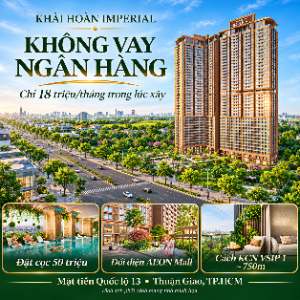 KHẢI HOÀN IMPERIAL
KHÔNG VAY
NGÂN HÀNG
Chỉ 18 triệu/tháng trong lúc xây
Đặt cọc 50 triệu
Đối diện AEON Mall
Cách KCN VSIP 1
~750m
Mặt tiền Quốc lộ 13 • Thuận Giao, TP.HCM